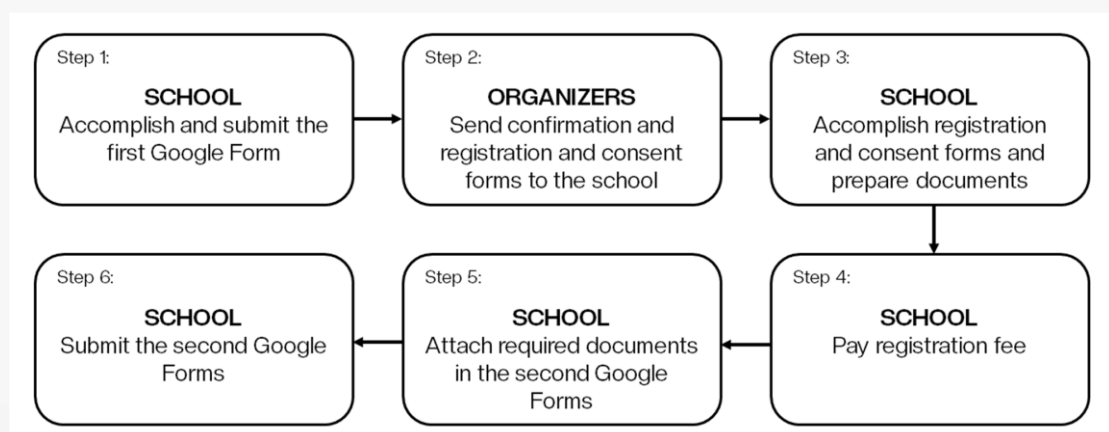 Step 1:
SCHOOL
Accomplish and submit the
first Google Form
Step 2:
ORGANIZERS
Send confirmation and
registration and consent
forms to the school
Step 3:
SCHOOL
Accomplish registration
and consent forms and
prepare documents
Step 4:
SCHOOL
Pay registration fee
Step 5:
SCHOOL
Attach required documents
in the second Google
Forms
Step 6:
SCHOOL
Submit the second Google
Forms